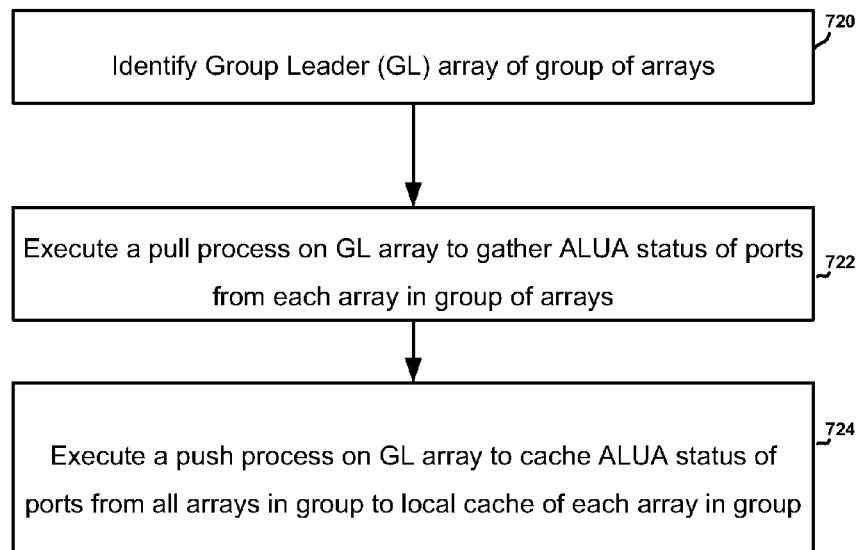 720
Identify Group Leader (GL) array of group of arrays
Execute a pull process on GL array to gather ALUA status of ports
from each array in group of arrays
722
Execute a push process on GL array to cache ALUA status of
ports from all arrays in group to local cache of each array in group
724